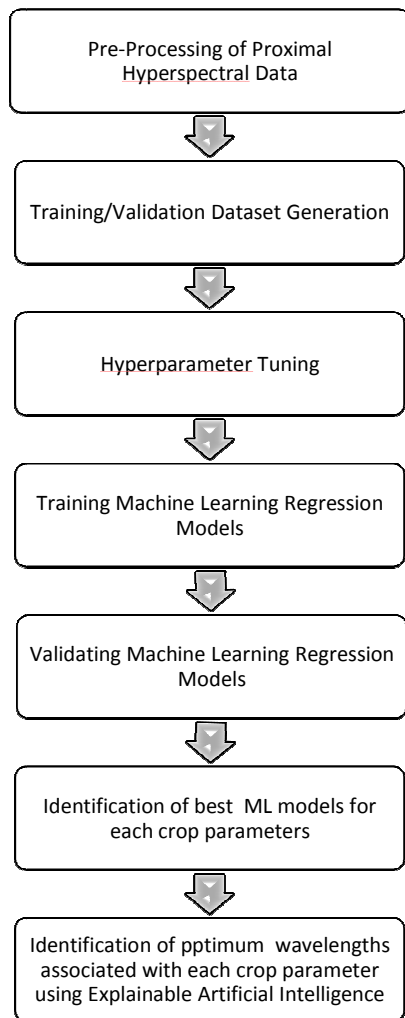 Pre-Processing of Proximal
Hyperspectral Data
Training/Validation Dataset Generation
Hyperparameter Tuning
Training Machine Learning Regression
Models
Validating Machine Learning Regression
Models
Identification of best  ML models for
each crop parameters
Identification of pptimum  wavelengths
associated with each crop parameter
using Explainable Artificial Intelligence